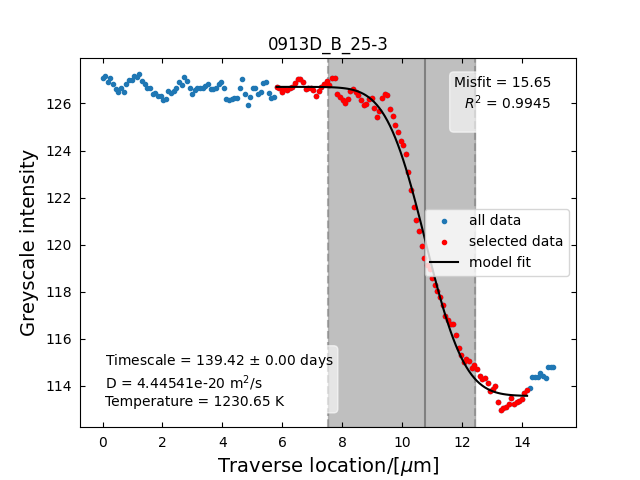 0913D_B_25-3
Misfit = 15.65
R² = 0.9945
126
124
122
120
118
116
114
Greyscale intensity
all data
selected data
model fit
Timescale = 139.42 ± 0.00 days
D = 4.44541e-20 m²/s
Temperature = 1230.65 K
0 2 4 6 8 10 12 14
Traverse location/[μm]